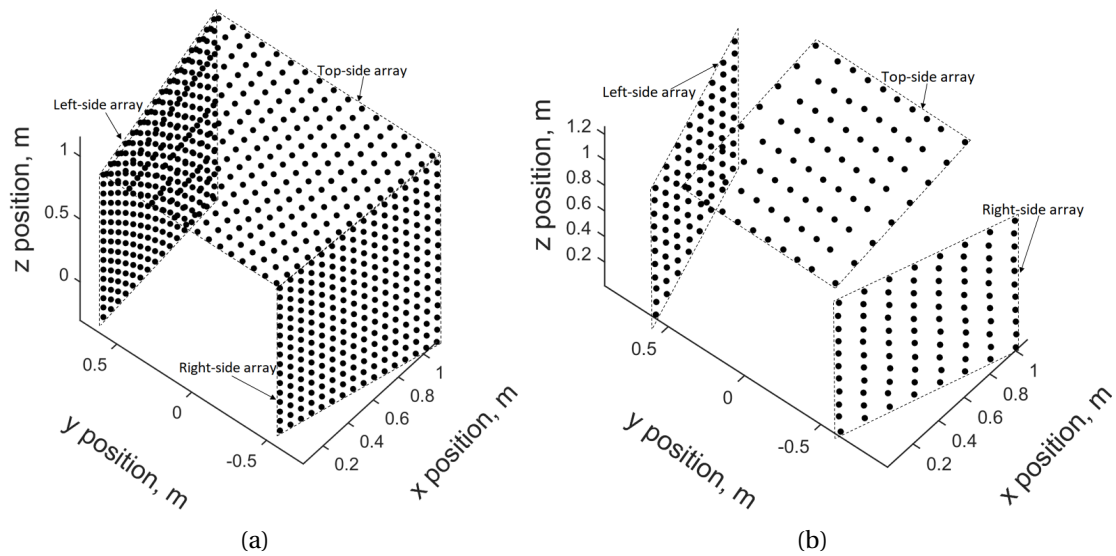 Top-side array
Left-side array
z position, m
1
0.5
0
Right-side array
0.5
0
-0.5
y position, m
0.2
0.4
0.6
0.8
1
x position, m
(a)
Top-side array
Left-side array
Right-side array
z position, m
1.2
1
0.8
0.6
0.4
0.2
0.5
0
-0.5
y position, m
0.2
0.4
0.6
0.8
1
x position, m
(b)